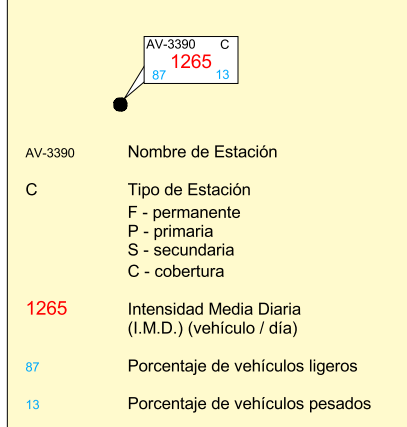 AV-3390 C
1265
87 13
AV-3390 Nombre de Estación
C Tipo de Estación
F - permanente
P - primaria
S - secundaria
C - cobertura
1265 Intensidad Media Diaria
(I.M.D.) (vehículo / día)
87 Porcentaje de vehículos ligeros
13 Porcentaje de vehículos pesados